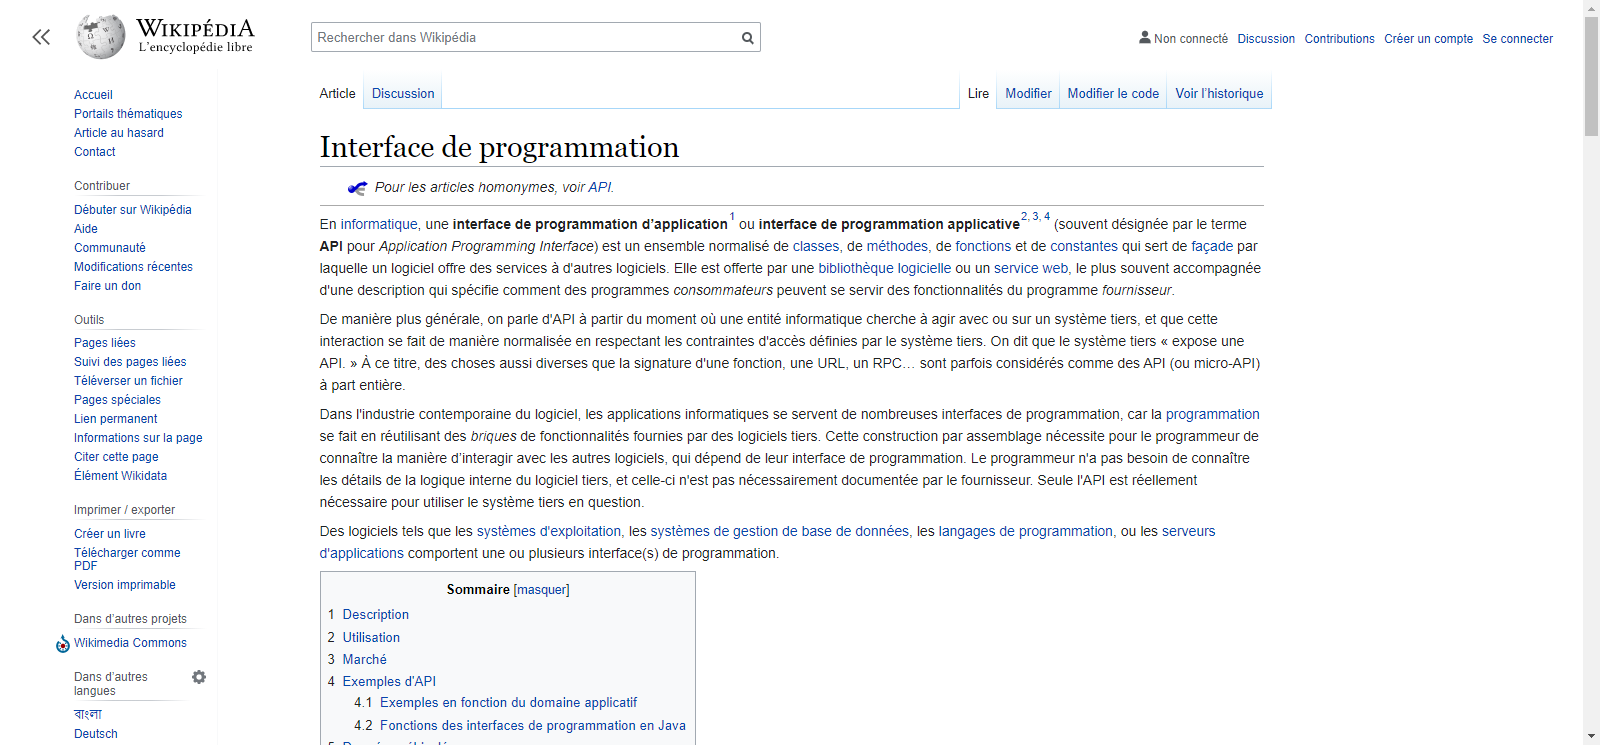 WIKIPÉDIA
L'encyclopédie libre
Rechercher dans Wikipédia
Non connecté Discussion Contributions Créer un compte Se connecter
Accueil
Portails thématiques
Article au hasard
Contact
Contribuer
Débuter sur Wikipédia
Aide
Communauté
Modifications récentes
Faire un don
Outils
Pages liées
Suivi des pages liées
Téléverser un fichier
Pages spéciales
Lien permanent
Informations sur la page
Citer cette page
Élément Wikidata
Imprimer / exporter
Créer un livre
Télécharger comme
PDF
Version imprimable
Dans d'autres projets
Wikimedia Commons
Dans d'autres
langues
বাংলা
Deutsch
Article Discussion Lire Modifier Modifier le code Voir l'historique
Interface de programmation
Pour les articles homonymes, voir API.
En informatique, une interface de programmation d'application1 ou interface de programmation applicative2, 3, 4 (souvent désignée par le terme
API pour Application Programming Interface) est un ensemble normalisé de classes, de méthodes, de fonctions et de constantes qui sert de façade par
laquelle un logiciel offre des services à d'autres logiciels. Elle est offerte par une bibliothèque logicielle ou un service web, le plus souvent accompagnée
d'une description qui spécifie comment des programmes consommateurs peuvent se servir des fonctionnalités du programme fournisseur.
De manière plus générale, on parle d'API à partir du moment où une entité informatique cherche à agir avec ou sur un système tiers, et que cette
interaction se fait de manière normalisée en respectant les contraintes d'accès définies par le système tiers. On dit que le système tiers « expose une
API. » À ce titre, des choses aussi diverses que la signature d'une fonction, une URL, un RPC… sont parfois considérés comme des API (ou micro-API)
à part entière.
Dans l'industrie contemporaine du logiciel, les applications informatiques se servent de nombreuses interfaces de programmation, car la programmation
se fait en réutilisant des briques de fonctionnalités fournies par des logiciels tiers. Cette construction par assemblage nécessite pour le programmeur de
connaître la manière d'interagir avec les autres logiciels, qui dépend de leur interface de programmation. Le programmeur n'a pas besoin de connaître
les détails de la logique interne du logiciel tiers, et celle-ci n'est pas nécessairement documentée par le fournisseur. Seule l'API est réellement
nécessaire pour utiliser le système tiers en question.
Des logiciels tels que les systèmes d'exploitation, les systèmes de gestion de base de données, les langages de programmation, ou les serveurs
d'applications comportent une ou plusieurs interface(s) de programmation.
Sommaire [masquer]
1 Description
2 Utilisation
3 Marché
4 Exemples d'API
4.1 Exemples en fonction du domaine applicatif
4.2 Fonctions des interfaces de programmation en Java